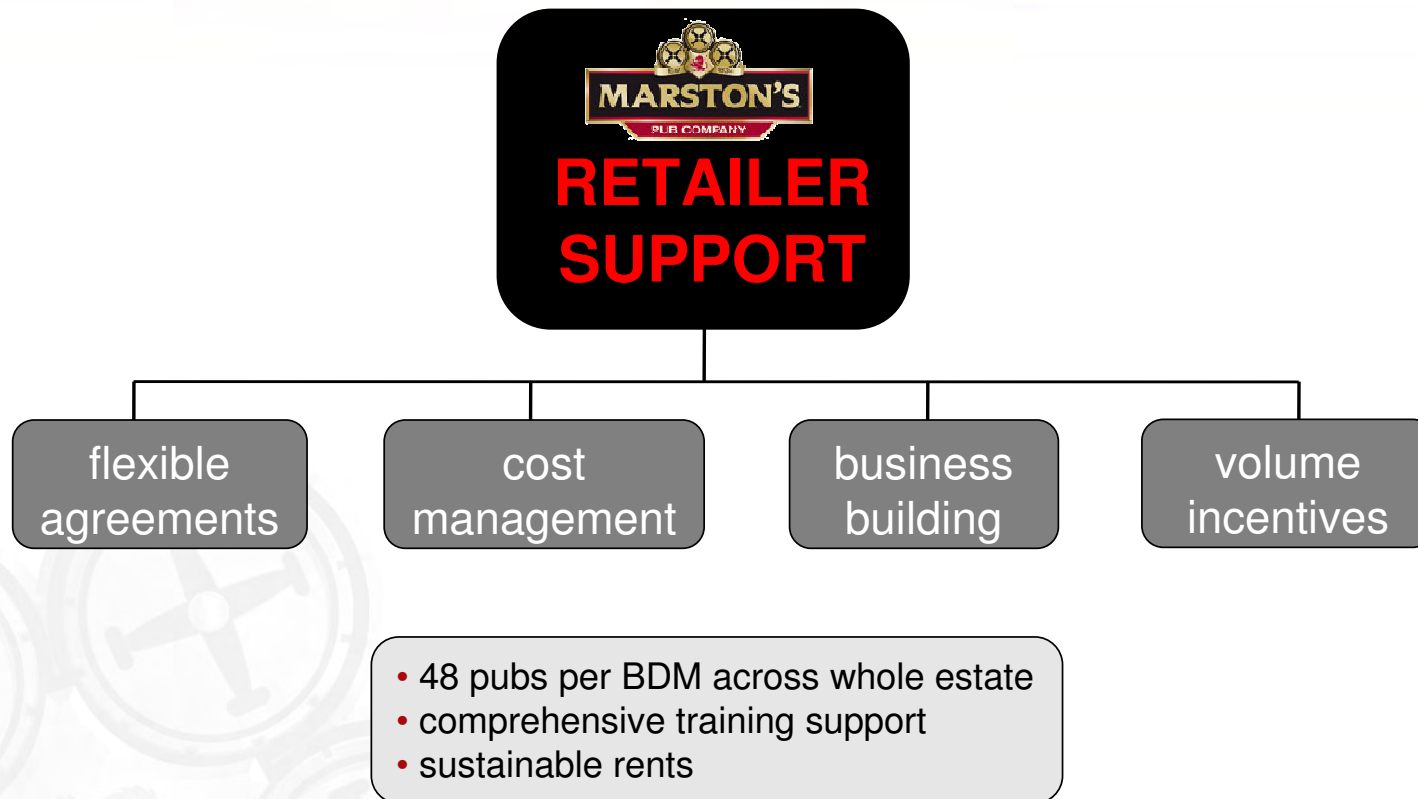 MARSTON'S
PUB COMPANY
RETAILER
SUPPORT
flexible
agreements
cost
management
business
building
volume
incentives
• 48 pubs per BDM across whole estate
• comprehensive training support
• sustainable rents